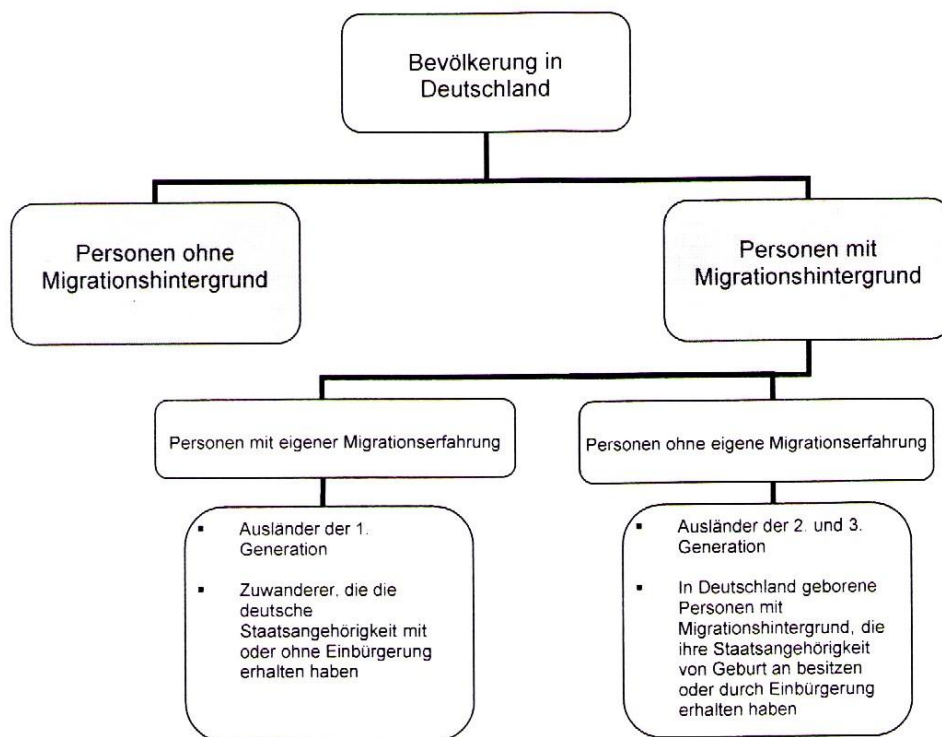 Bevölkerung in
Deutschland
Personen ohne
Migrationshintergrund
Personen mit
Migrationshintergrund
Personen mit eigener Migrationserfahrung
Personen ohne eigene Migrationserfahrung
▪ Ausländer der 1.
Generation
▪ Zuwanderer, die die
deutsche
Staatsangehörigkeit mit
oder ohne Einbürgerung
erhalten haben
▪ Ausländer der 2. und 3.
Generation
▪ In Deutschland geborene
Personen mit
Migrationshintergrund, die
ihre Staatsangehörigkeit
von Geburt an besitzen
oder durch Einbürgerung
erhalten haben